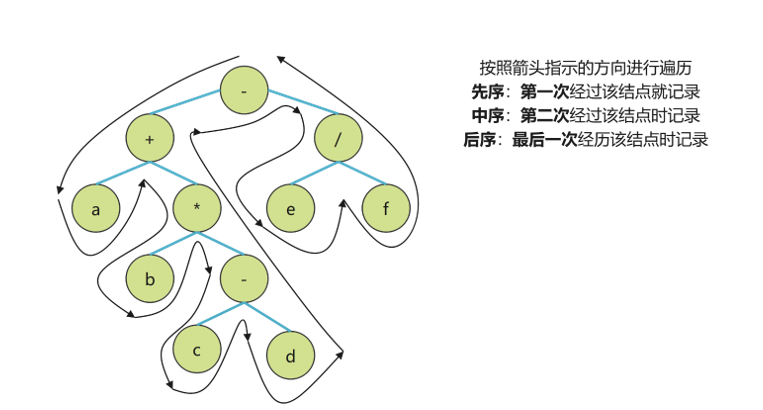 按照箭头指示的方向进行遍历
先序：第一次经过该结点就记录
中序：第二次经过该结点时记录
后序：最后一次经历该结点时记录
-
+
/
a
*
e
f
b
-
c
d